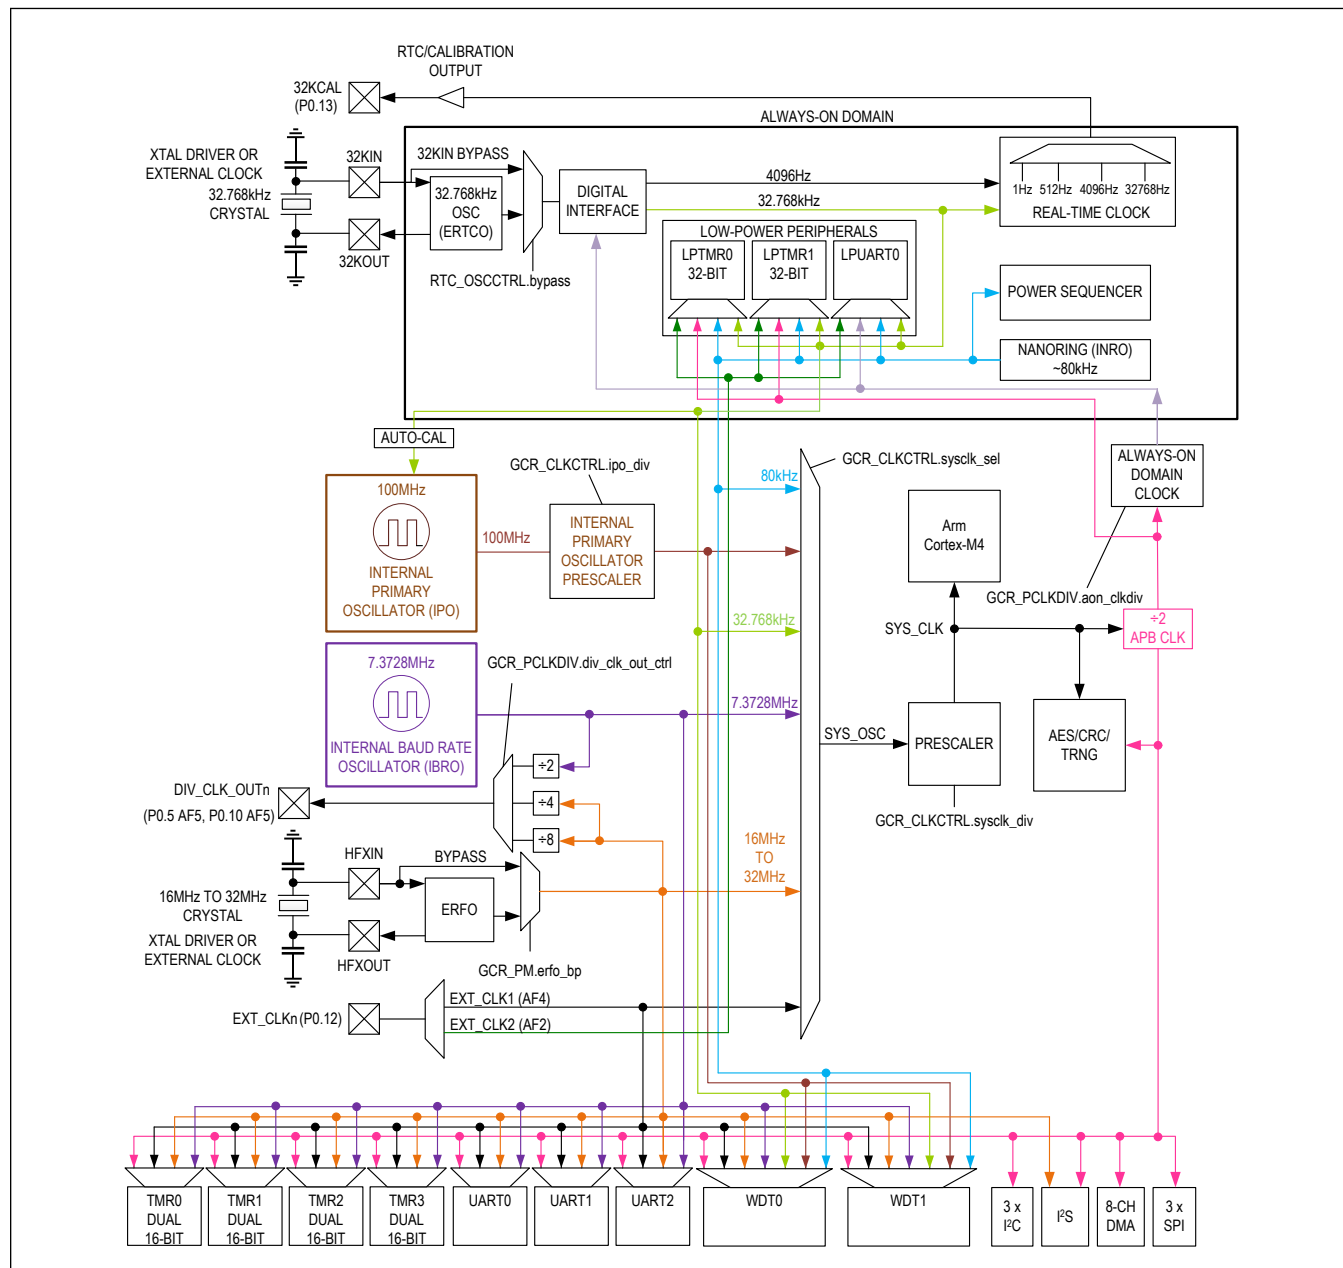 RTC/CALIBRATION
OUTPUT
32KCAL
(P0.13)
ALWAYS-ON DOMAIN
XTAL DRIVER OR
EXTERNAL CLOCK
32.768kHz
CRYSTAL
32KIN
32KOUT
32KIN BYPASS
32.768kHz
OSC
(ERTCO)
RTC_OSCCTRL.bypass
DIGITAL
INTERFACE
4096Hz
32.768kHz
1Hz
512Hz
4096Hz
32768Hz
REAL-TIME CLOCK
LOW-POWER PERIPHERALS
LPTMR0
32-BIT
LPTMR1
32-BIT
LPUART0
POWER SEQUENCER
NANORING (INRO)
~80kHz
AUTO-CAL
100MHz
INTERNAL
PRIMARY
OSCILLATOR (IPO)
100MHz
GCR_CLKCTRL.ipo_div
INTERNAL
PRIMARY
OSCILLATOR
PRESCALER
GCR_CLKCTRL.sysclk_sel
80kHz
32.768kHz
7.3728MHz
16MHz
TO
32MHz
Arm
Cortex-M4
ALWAYS-ON
DOMAIN
CLOCK
GCR_PCLKDIV.aon_clkdiv
SYS_CLK
÷2
APB CLK
SYS_OSC
PRESCALER
AES/CRC/
TRNG
GCR_CLKCTRL.sysclk_div
7.3728MHz
INTERNAL BAUD RATE
OSCILLATOR (IBRO)
GCR_PCLKDIV.div_clk_out_ctrl
÷2
÷4
÷8
DIV_CLK_OUTn
(P0.5 AF5, P0.10 AF5)
HFXIN
BYPASS
16MHz TO 32MHz
CRYSTAL
XTAL DRIVER OR
EXTERNAL CLOCK
ERFO
HFXOUT
GCR_PM.erfo_bp
EXT_CLKn (P0.12)
EXT_CLK1 (AF4)
EXT_CLK2 (AF2)
TMR0
DUAL
16-BIT
TMR1
DUAL
16-BIT
TMR2
DUAL
16-BIT
TMR3
DUAL
16-BIT
UART0
UART1
UART2
WDT0
WDT1
3 x
I²C
I²S
8-CH
DMA
3 x
SPI